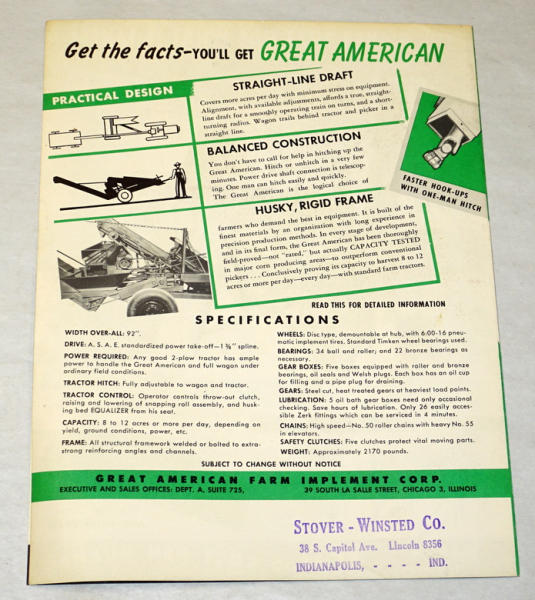 Get the facts—YOU'LL GET GREAT AMERICAN
PRACTICAL DESIGN
STRAIGHT-LINE DRAFT
Covers more acres per day with minimum stress on equipment.
Alignment, with available adjustments, affords a true, straight-
line draft for a smoothly operating train on turns, and a short-
turning radius. Wagon trails behind tractor and picker in a
straight line.
BALANCED CONSTRUCTION
You don't have to call for help in hitching up the
Great American. Hitch or unhitch in a very few
minutes. Power drive shaft connection is telescop-
ing. One man can hitch easily and quickly.
The Great American is the logical choice of
FASTER HOOK-UPS
WITH ONE-MAN HITCH
HUSKY, RIGID FRAME
farmers who demand the best in equipment. It is built of the
finest materials by an organization with long experience in
precision production methods. In every stage of development,
and in its final form, the Great American has been thoroughly
field-proved—not "rated," but actually CAPACITY TESTED
in major corn producing areas—to outperform conventional
pickers . . . Conclusively proving its capacity to harvest 8 to 12
acres or more per day—every day—with standard farm tractors.
READ THIS FOR DETAILED INFORMATION
SPECIFICATIONS
WIDTH OVER-ALL: 92".
DRIVE: A. S. A. E. standardized power take-off—1 3/8" spline.
POWER REQUIRED: Any good 2-plow tractor has ample
power to handle the Great American and full wagon under
ordinary field conditions.
TRACTOR HITCH: Fully adjustable to wagon and tractor.
TRACTOR CONTROL: Operator controls throw-out clutch,
raising and lowering of snapping roll assembly, and husk-
ing bed EQUALIZER from his seat.
CAPACITY: 8 to 12 acres or more per day, depending on
yield, ground conditions, power, etc.
FRAME: All structural framework welded or bolted to extra-
strong reinforcing angles and channels.
WHEELS: Disc type, demountable at hub, with 6:00-16 pneu-
matic implement tires. Standard Timken wheel bearings used.
BEARINGS: 34 ball and roller; and 22 bronze bearings as
necessary.
GEAR BOXES: Five boxes equipped with roller and bronze
bearings, oil seals and Welsh plugs. Each box has an oil cup
for filling and a pipe plug for draining.
GEARS: Steel cut, heat treated gears at heaviest load points.
LUBRICATION: 5 oil bath gear boxes need only occasional
checking. Save hours of lubrication. Only 26 easily acces-
sible Zerk fittings which can be serviced in 4 minutes.
CHAINS: High speed—No. 50 roller chains with heavy No. 55
in elevators.
SAFETY CLUTCHES: Five clutches protect vital moving parts.
WEIGHT: Approximately 2170 pounds.
SUBJECT TO CHANGE WITHOUT NOTICE
GREAT AMERICAN FARM IMPLEMENT CORP.
EXECUTIVE AND SALES OFFICES: DEPT. A, SUITE 725, 39 SOUTH LA SALLE STREET, CHICAGO 3, ILLINOIS
STOVER - WINSTED CO.
38 S. Capitol Ave. Lincoln 8356
INDIANAPOLIS, - - - - IND.